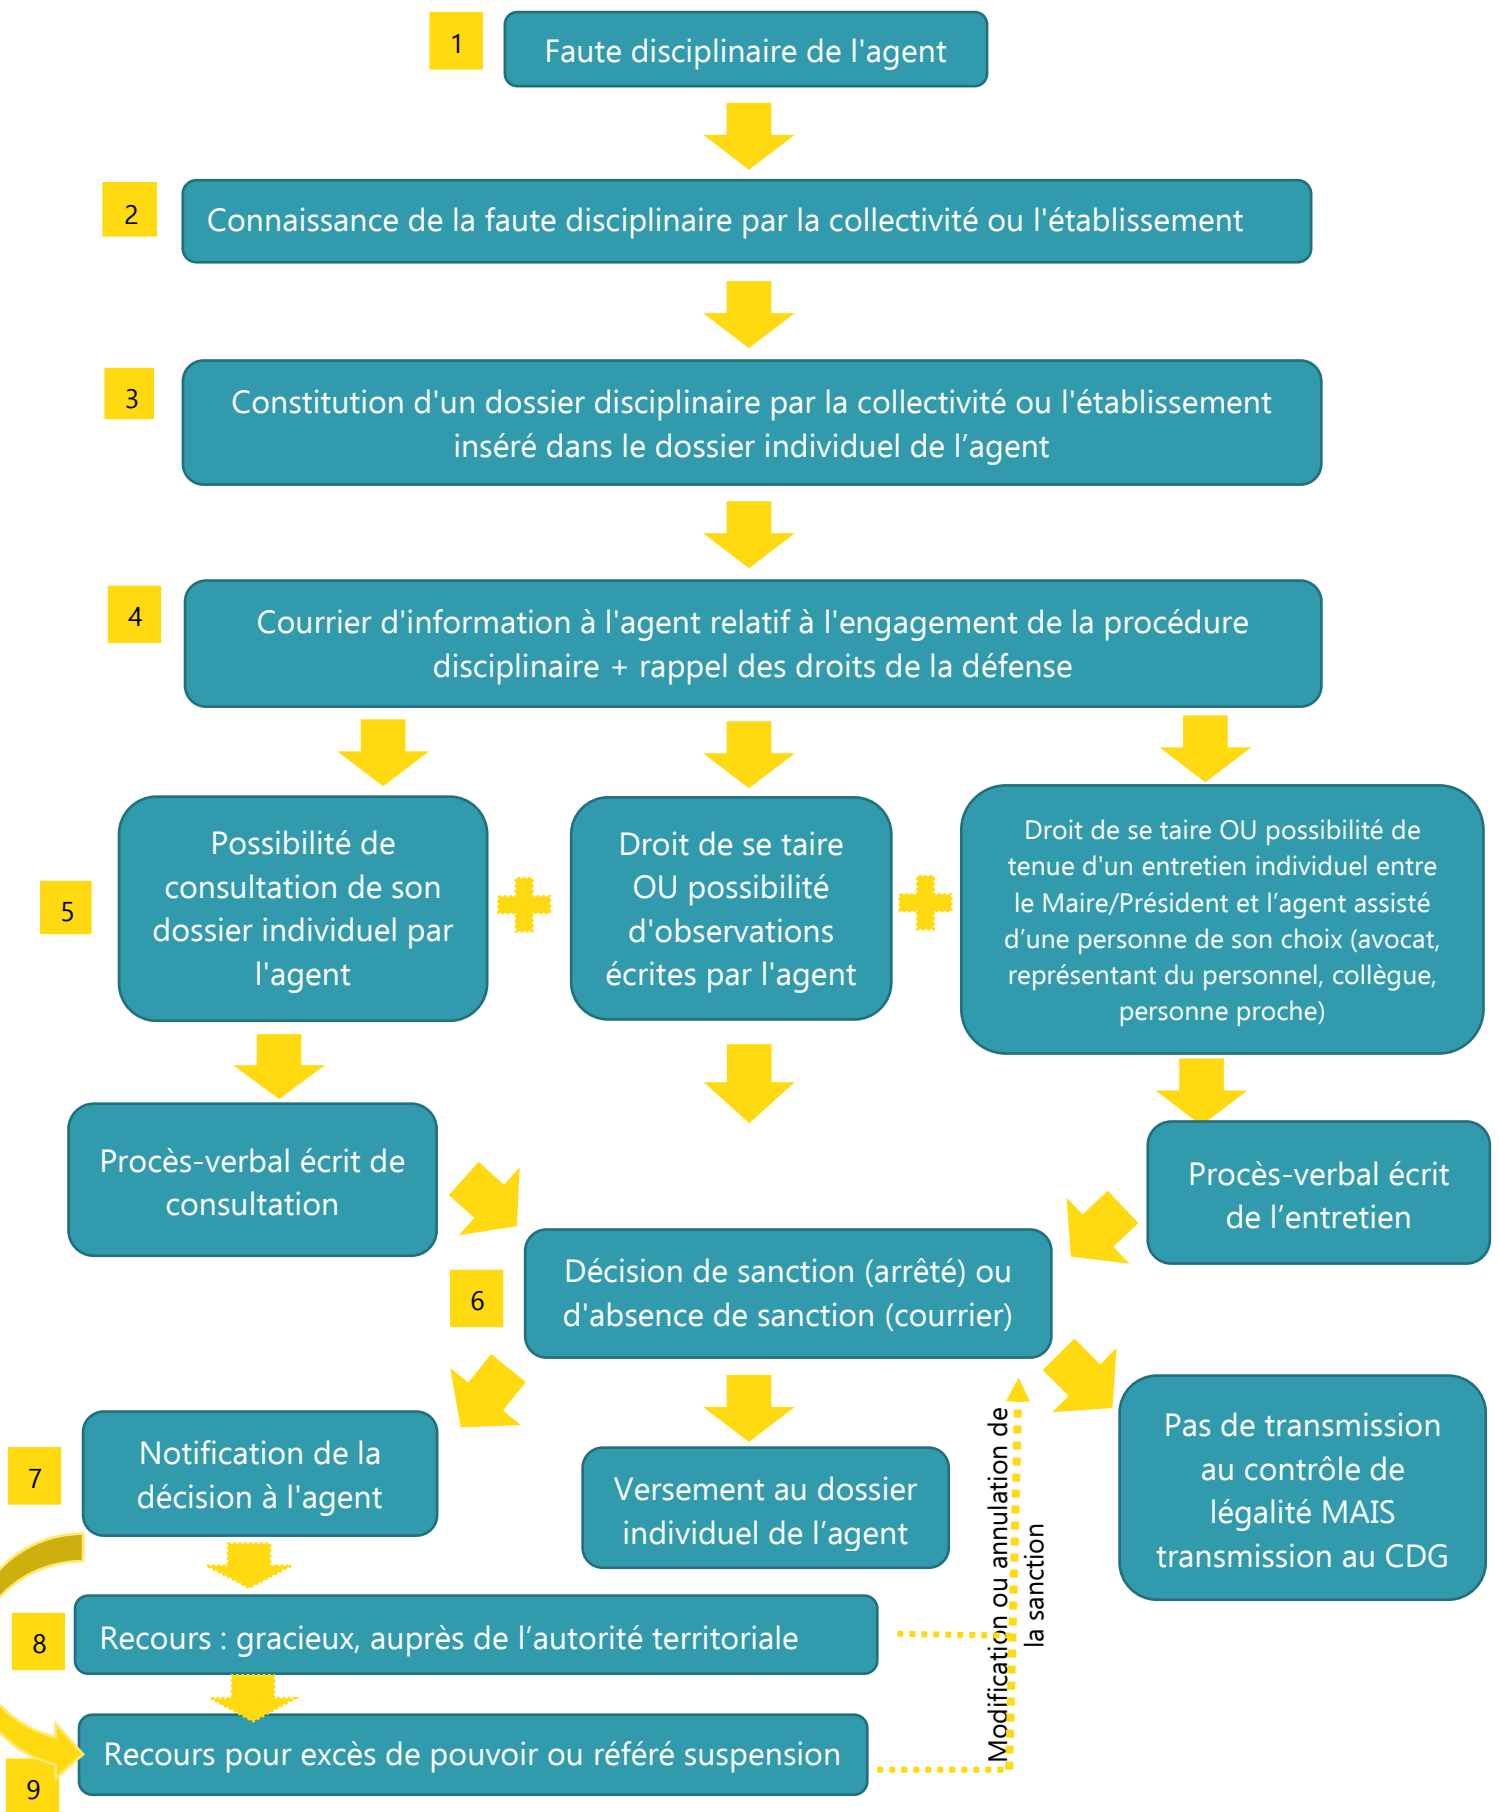 1
Faute disciplinaire de l'agent
2
Connaissance de la faute disciplinaire par la collectivité ou l'établissement
3
Constitution d'un dossier disciplinaire par la collectivité ou l'établissement
inséré dans le dossier individuel de l’agent
4
Courrier d'information à l'agent relatif à l'engagement de la procédure
disciplinaire + rappel des droits de la défense
5
Possibilité de
consultation de son
dossier individuel par
l'agent
Droit de se taire
OU possibilité
d'observations
écrites par l'agent
Droit de se taire OU possibilité de
tenue d'un entretien individuel entre
le Maire/Président et l’agent assisté
d’une personne de son choix (avocat,
représentant du personnel, collègue,
personne proche)
Procès-verbal écrit de
consultation
Procès-verbal écrit
de l’entretien
6
Décision de sanction (arrêté) ou
d'absence de sanction (courrier)
7
Notification de la
décision à l'agent
Versement au dossier
individuel de l’agent
Pas de transmission
au contrôle de
légalité MAIS
transmission au CDG
Modification ou annulation de
la sanction
8
Recours : gracieux, auprès de l’autorité territoriale
Recours pour excès de pouvoir ou référé suspension
9